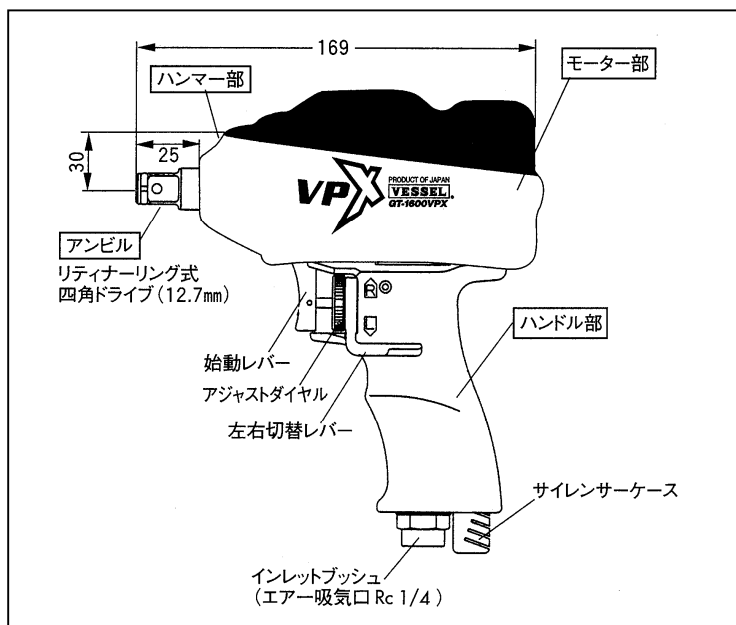 169
ハンマー部
モーター部
30
25
VPX
PRODUCT OF JAPAN
VESSEL®
GT-1600VPX
アンビル
リティナーリング式
四角ドライブ(12.7mm)
R
L
ハンドル部
始動レバー
アジャストダイヤル
左右切替レバー
サイレンサーケース
インレットブッシュ
(エアー吸気口 Rc 1/4 )